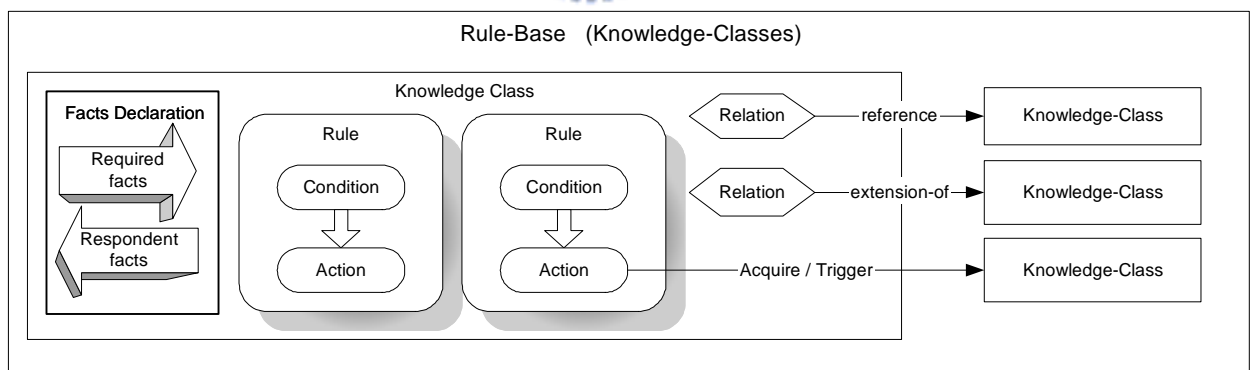 Rule-Base (Knowledge-Classes)
Knowledge Class
Facts Declaration
Required
facts
Respondent
facts
Rule
Condition
Action
Rule
Condition
Action
Relation
reference
Knowledge-Class
Relation
extension-of
Knowledge-Class
Acquire / Trigger
Knowledge-Class